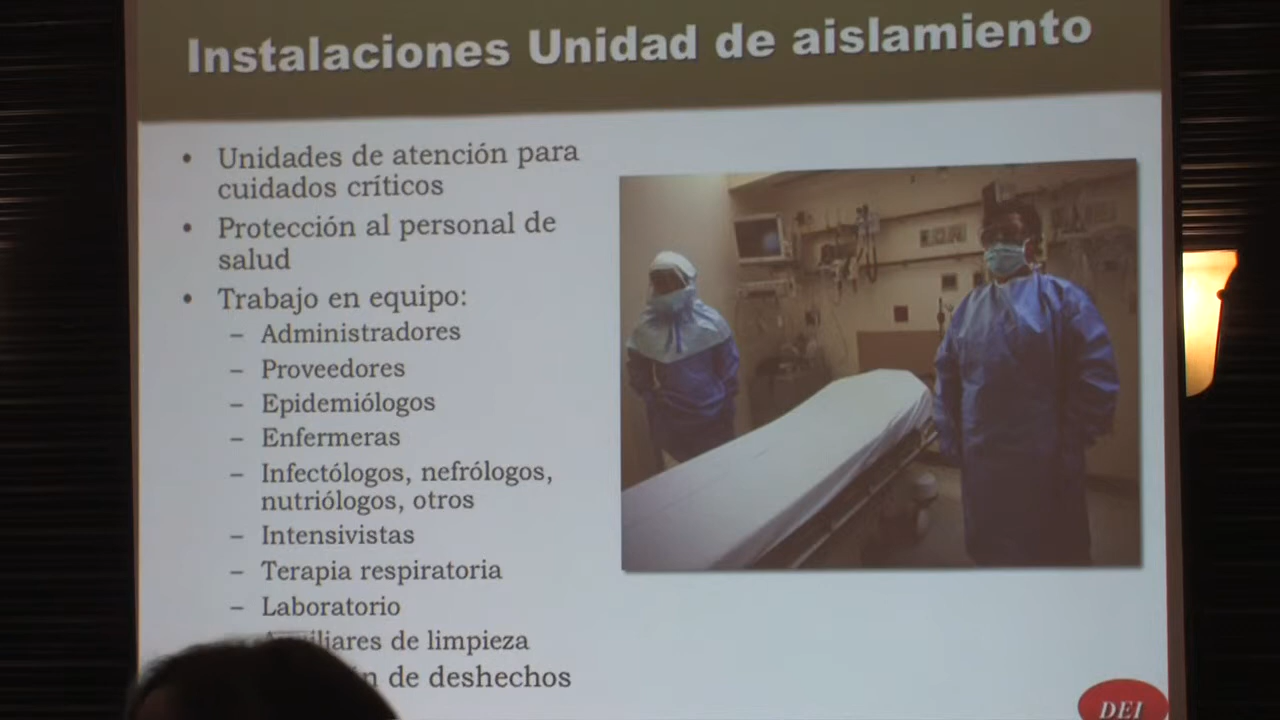 Instalaciones Unidad de aislamiento
• Unidades de atención para
cuidados críticos
• Protección al personal de
salud
• Trabajo en equipo:
– Administradores
– Proveedores
– Epidemiólogos
– Enfermeras
– Infectólogos, nefrólogos,
nutriólogos, otros
– Intensivistas
– Terapia respiratoria
– Laboratorio
– Auxiliares de limpieza
de deshechos
DEI